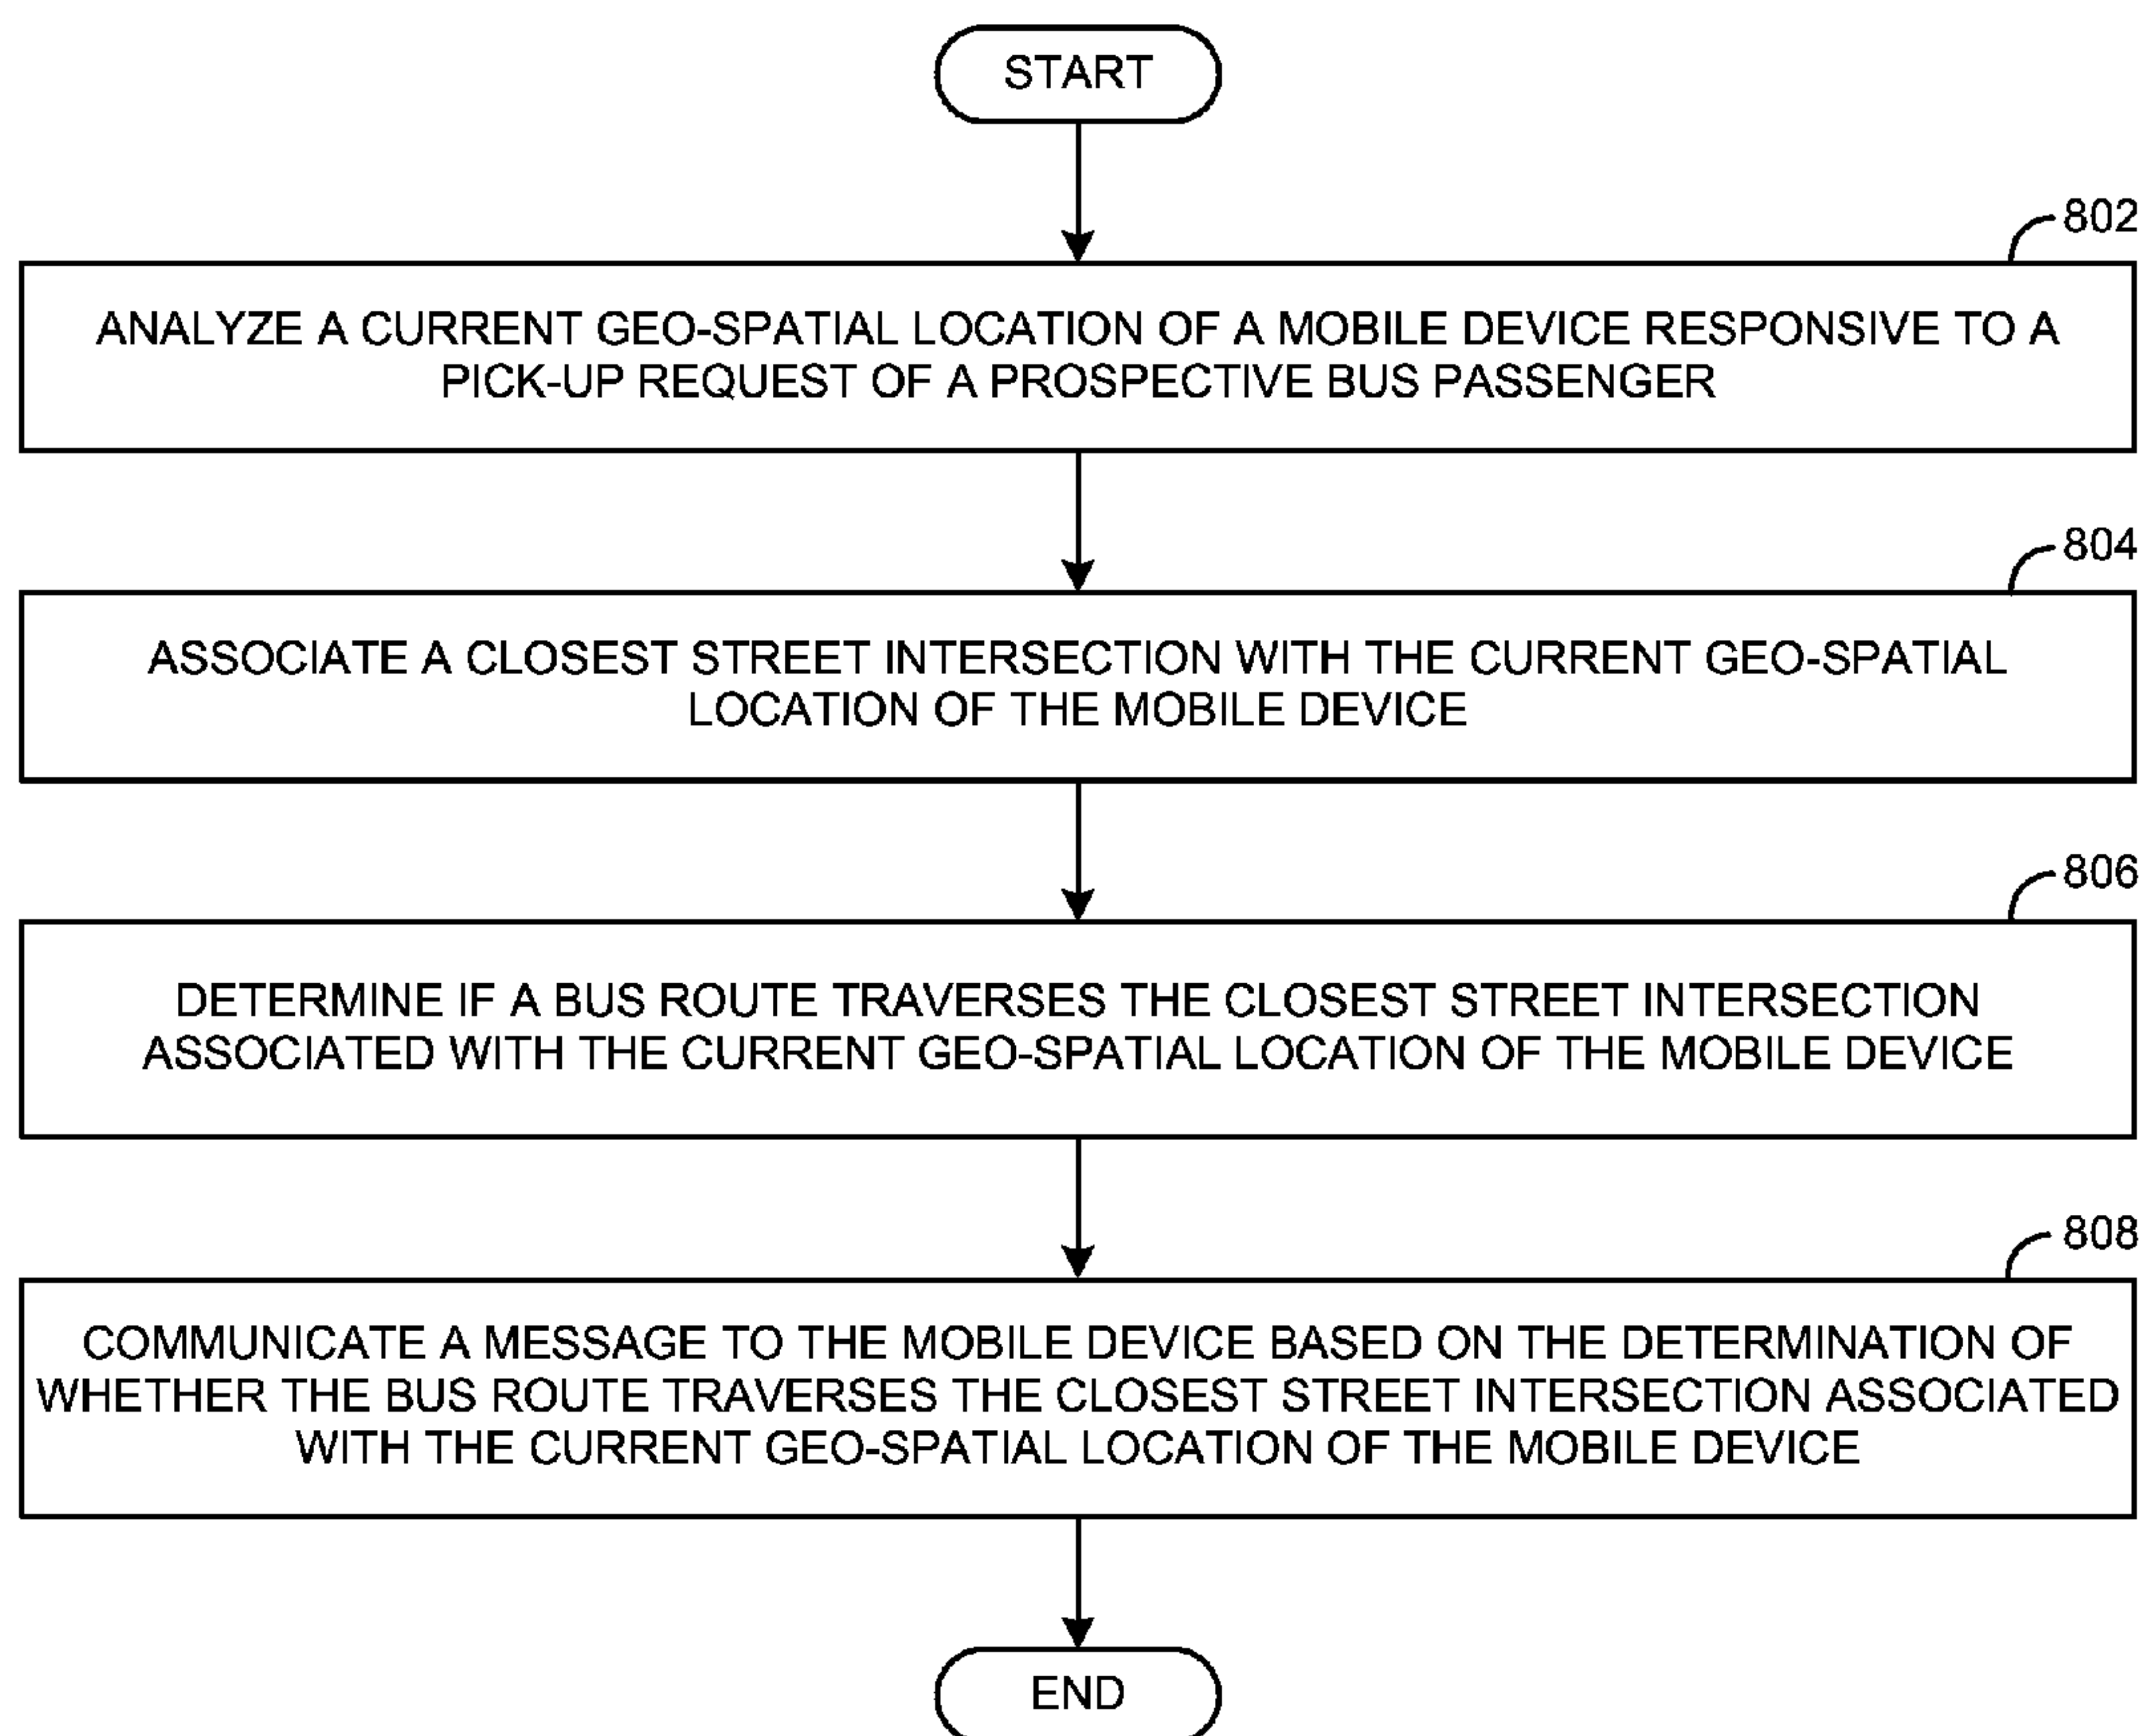 START
802
ANALYZE A CURRENT GEO-SPATIAL LOCATION OF A MOBILE DEVICE RESPONSIVE TO A
PICK-UP REQUEST OF A PROSPECTIVE BUS PASSENGER
804
ASSOCIATE A CLOSEST STREET INTERSECTION WITH THE CURRENT GEO-SPATIAL
LOCATION OF THE MOBILE DEVICE
806
DETERMINE IF A BUS ROUTE TRAVERSES THE CLOSEST STREET INTERSECTION
ASSOCIATED WITH THE CURRENT GEO-SPATIAL LOCATION OF THE MOBILE DEVICE
808
COMMUNICATE A MESSAGE TO THE MOBILE DEVICE BASED ON THE DETERMINATION OF
WHETHER THE BUS ROUTE TRAVERSES THE CLOSEST STREET INTERSECTION ASSOCIATED
WITH THE CURRENT GEO-SPATIAL LOCATION OF THE MOBILE DEVICE
END